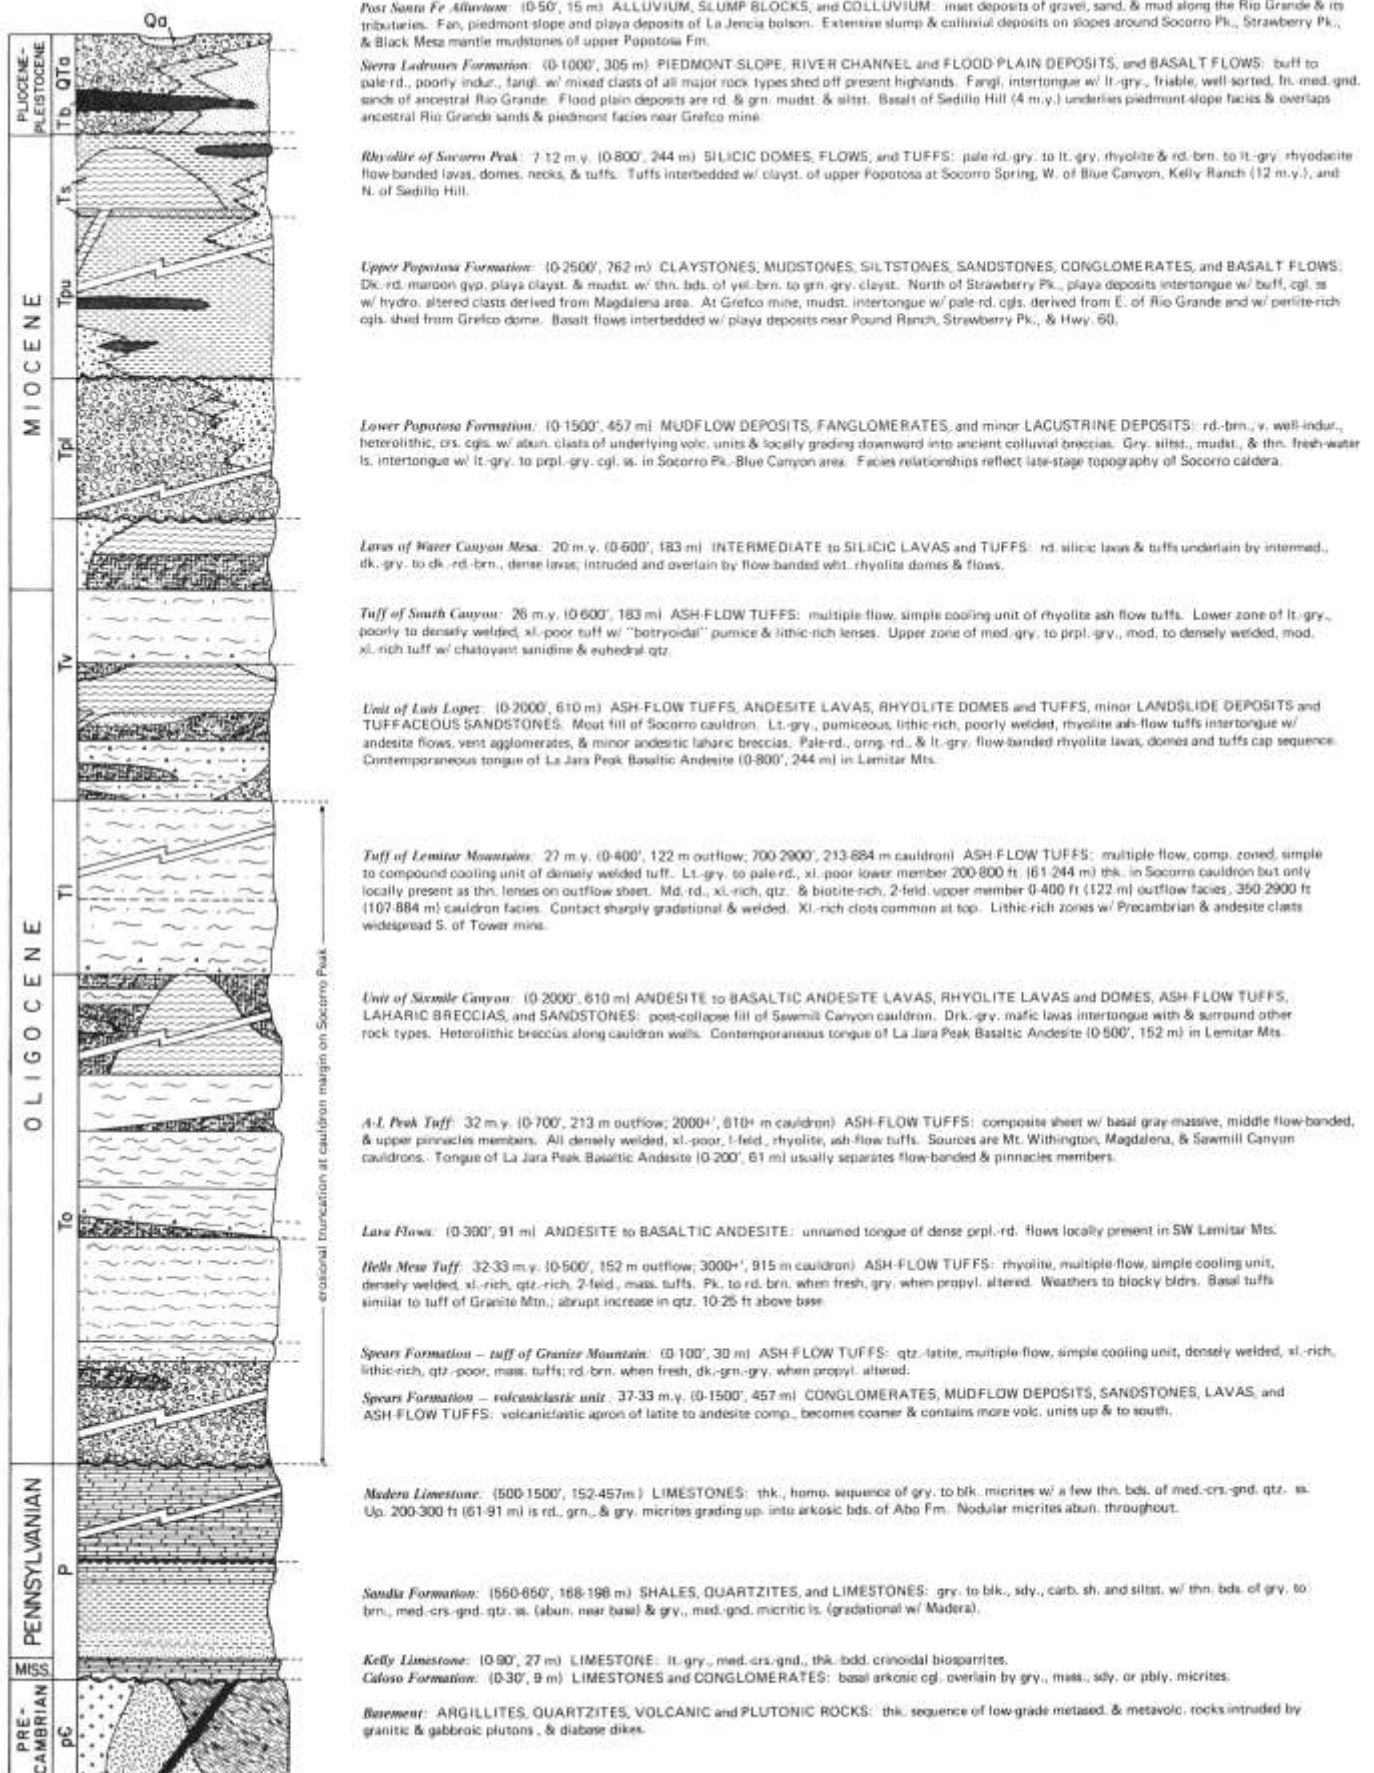 Qa
Post Santa Fe Alluvium: (0-50', 15 m) ALLUVIUM, SLUMP BLOCKS, and COLLUVIUM: inset deposits of gravel, sand, & mud along the Rio Grande & its
tributaries. Fan, piedmont-slope and playa deposits of La Jencia bolson. Extensive slump & colluvial deposits on slopes around Socorro Pk., Strawberry Pk.,
& Black Mesa mantle mudstones of upper Popotosa Fm.
PLIOCENE-
PLEISTOCENE
QTa
Tb
Sierra Ladrones Formation: (0-1000', 305 m) PIEDMONT SLOPE, RIVER CHANNEL and FLOOD PLAIN DEPOSITS, and BASALT FLOWS: buff to
pale-rd., poorly indur., fangl. w/ mixed clasts of all major rock types shed off present highlands. Fangl. intertongue w/ lt.-gry., friable, well-sorted, fn.-med. gnd.
sands of ancestral Rio Grande. Flood plain deposits are rd. & grn. mudst. & siltst. Basalt of Sedillo Hill (4 m.y.) underlies piedmont-slope facies & overlaps
ancestral Rio Grande sands & piedmont facies near Grefco mine.
MIOCENE
Ts
Rhyolite of Socorro Peak: 7-12 m.y. (0-800', 244 m) SILICIC DOMES, FLOWS, and TUFFS: pale-rd.-gry. to lt.-gry. rhyolite & rd.-brn. to lt.-gry. rhyodacite
flow-banded lavas, domes, necks, & tuffs. Tuffs interbedded w/ clayst. of upper Popotosa at Socorro Spring, W. of Blue Canyon, Kelly Ranch (12 m.y.), and
N. of Sedillo Hill.
Tpu
Upper Popotosa Formation: (0-2500', 762 m) CLAYSTONES, MUDSTONES, SILTSTONES, SANDSTONES, CONGLOMERATES, and BASALT FLOWS:
Dk. rd. maroon gyp. playa clayst. & mudst. w/ thn. bds. of yel.-brn. to grn.-gry. clayst. North of Strawberry Pk., playa deposits intertongue w/ buff, cgl. ss
w/ hydro. altered clasts derived from Magdalena area. At Grefco mine, mudst. intertongue w/ pale-rd. cgls. derived from E. of Rio Grande and w/ perlite-rich
cgls. shed from Grefco dome. Basalt flows interbedded w/ playa deposits near Pound Ranch, Strawberry Pk., & Hwy. 60.
Tpl
Lower Popotosa Formation: (0-1500', 457 m) MUDFLOW DEPOSITS, FANGLOMERATES, and minor LACUSTRINE DEPOSITS: rd.-brn., v. well-indur.,
heterolithic, crs. cgls. w/ abun. clasts of underlying volc. units & locally grading downward into ancient colluvial breccias. Gry. siltst., mudst., & thn. fresh-water
ls. intertongue w/ lt.-gry. to prpl.-gry. cgl. ss. in Socorro Pk.-Blue Canyon area. Facies relationships reflect late-stage topography of Socorro caldera.
Lavas of Water Canyon Mesa: 20 m.y. (0-600', 183 m) INTERMEDIATE to SILICIC LAVAS and TUFFS: rd. silicic lavas & tuffs underlain by intermed.,
dk.-gry. to dk.-rd.-brn., dense lavas; intruded and overlain by flow-banded wht. rhyolite domes & flows.
OLIGOCENE
Tv
Tuff of South Canyon: 26 m.y. (0-600', 183 m) ASH-FLOW TUFFS: multiple-flow, simple cooling unit of rhyolite ash flow tuffs. Lower zone of lt.-gry.,
poorly to densely welded, xl.-poor tuff w/ "botryoidal" pumice & lithic-rich lenses. Upper zone of med.-gry. to prpl.-gry., mod. to densely welded, mod.
xl.-rich tuff w/ chatoyant sanidine & euhedral qtz.
Unit of Luis Lopez: (0-2000', 610 m) ASH-FLOW TUFFS, ANDESITE LAVAS, RHYOLITE DOMES and TUFFS, minor LANDSLIDE DEPOSITS and
TUFFACEOUS SANDSTONES. Moat fill of Socorro cauldron. Lt.-gry., pumiceous, lithic-rich, poorly welded, rhyolite ash-flow tuffs intertongue w/
andesite flows, vent agglomerates, & minor andesitic laharic breccias. Pale-rd., orng.-rd., & lt.-gry. flow-banded rhyolite lavas, domes and tuffs cap sequence.
Contemporaneous tongue of La Jara Peak Basaltic Andesite (0-800', 244 m) in Lemitar Mts.
Tl
erosional truncation at cauldron margin on Socorro Peak
Tuff of Lemitar Mountains: 27 m.y. (0-400', 122 m outflow; 700-2900', 213-884 m cauldron) ASH-FLOW TUFFS: multiple-flow, comp. zoned, simple
to compound cooling unit of densely welded tuff. Lt.-gry. to pale-rd., xl.-poor lower member 200-800 ft. (61-244 m) thk. in Socorro cauldron but only
locally present as thn. lenses on outflow sheet. Md.-rd., xl.-rich, qtz.- & biotite-rich, 2-feld. upper member 0-400 ft (122 m) outflow facies, 350-2900 ft
(107-884 m) cauldron facies. Contact sharply gradational & welded. Xl.-rich clots common at top. Lithic-rich zones w/ Precambrian & andesite clasts
widespread S. of Tower mine.
Unit of Sixmile Canyon: (0-2000', 610 m) ANDESITE to BASALTIC ANDESITE LAVAS, RHYOLITE LAVAS and DOMES, ASH-FLOW TUFFS,
LAHARIC BRECCIAS, and SANDSTONES: post-collapse fill of Sawmill Canyon cauldron. Drk.-gry. mafic lavas intertongue with & surround other
rock types. Heterolithic breccias along cauldron walls. Contemporaneous tongue of La Jara Peak Basaltic Andesite (0-500', 152 m) in Lemitar Mts.
A-L Peak Tuff: 32 m.y. (0-700', 213 m outflow; 2000+', 610+ m cauldron) ASH-FLOW TUFFS: composite sheet w/ basal gray-massive, middle flow-banded,
& upper pinnacles members. All densely welded, xl.-poor, l-feld., rhyolite, ash-flow tuffs. Sources are Mt. Withington, Magdalena, & Sawmill Canyon
cauldrons. Tongue of La Jara Peak Basaltic Andesite (0-200', 61 m) usually separates flow-banded & pinnacles members.
To
Lava Flows: (0-300', 91 m) ANDESITE to BASALTIC ANDESITE: unnamed tongue of dense prpl.-rd. flows locally present in SW Lemitar Mts.
Hells Mesa Tuff: 32-33 m.y. (0-500', 152 m outflow; 3000+', 915 m cauldron) ASH-FLOW TUFFS: rhyolite, multiple-flow, simple cooling unit,
densely welded, xl.-rich, qtz.-rich, 2-feld., mass. tuffs. Pk. to rd. brn. when fresh, gry. when propyl. altered. Weathers to blocky bldrs. Basal tuffs
similar to tuff of Granite Mtn.; abrupt increase in qtz. 10-25 ft above base.
Spears Formation – tuff of Granite Mountain: (0-100', 30 m) ASH-FLOW TUFFS: qtz.-latite, multiple-flow, simple cooling unit, densely welded, xl.-rich,
lithic-rich, qtz.-poor, mass. tuffs; rd.-brn. when fresh, dk.-grn.-gry. when propyl. altered.
Spears Formation – volcaniclastic unit: 37-33 m.y. (0-1500', 457 m) CONGLOMERATES, MUDFLOW DEPOSITS, SANDSTONES, LAVAS, and
ASH-FLOW TUFFS: volcaniclastic apron of latite to andesite comp., becomes coarser & contains more volc. units up & to south.
PENNSYLVANIAN
P
Madera Limestone: (500-1500', 152-457m) LIMESTONES: thk., homo. sequence of gry. to blk. micrites w/ a few thn. bds. of med.-crs.-gnd. qtz. ss.
Up. 200-300 ft (61-91 m) is rd., grn., & gry. micrites grading up. into arkosic bds. of Abo Fm. Nodular micrites abun. throughout.
Sandia Formation: (550-650', 168-198 m) SHALES, QUARTZITES, and LIMESTONES: gry. to blk., sdy., carb. sh. and siltst. w/ thn. bds. of gry. to
brn., med.-crs.-gnd. qtz. ss. (abun. near base) & gry., med.-gnd. micritic ls. (gradational w/ Madera).
MISS.
Kelly Limestone: (0-90', 27 m) LIMESTONE: lt.-gry., med.-crs.-gnd., thk.-bdd. crinoidal biosparrites.
Caloso Formation: (0-30', 9 m) LIMESTONES and CONGLOMERATES: basal arkosic cgl. overlain by gry., mass., sdy. or pbly. micrites.
PRE-
CAMBRIAN
p€
Basement: ARGILLITES, QUARTZITES, VOLCANIC and PLUTONIC ROCKS: thk. sequence of low-grade metased. & metavolc. rocks intruded by
granitic & gabbroic plutons, & diabase dikes.